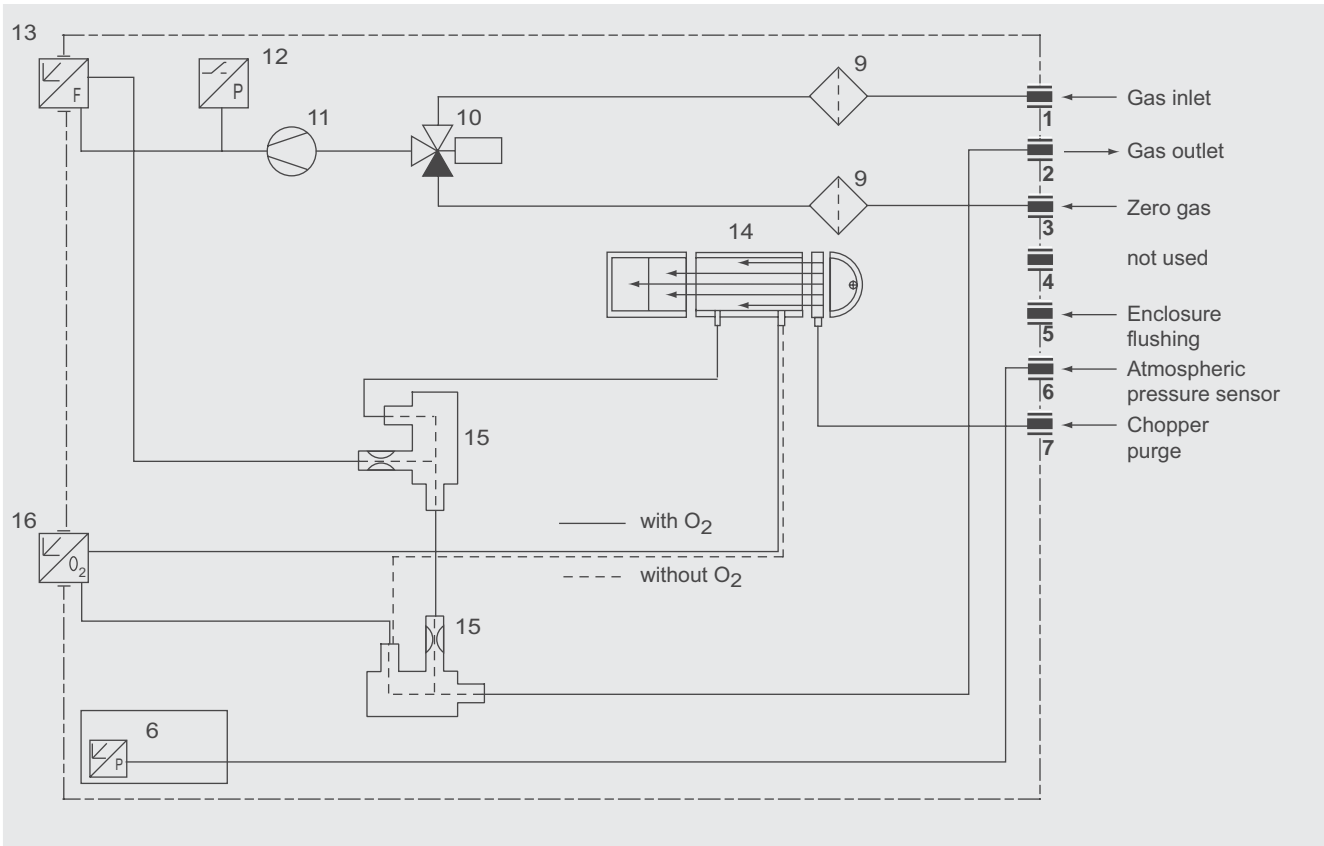 13
12
9
F
P
11
10
1
Gas inlet
2
Gas outlet
9
3
Zero gas
14
4
not used
5
Enclosure
flushing
6
Atmospheric
pressure sensor
7
Chopper
purge
15
16
O2
with O2
without O2
15
6
P